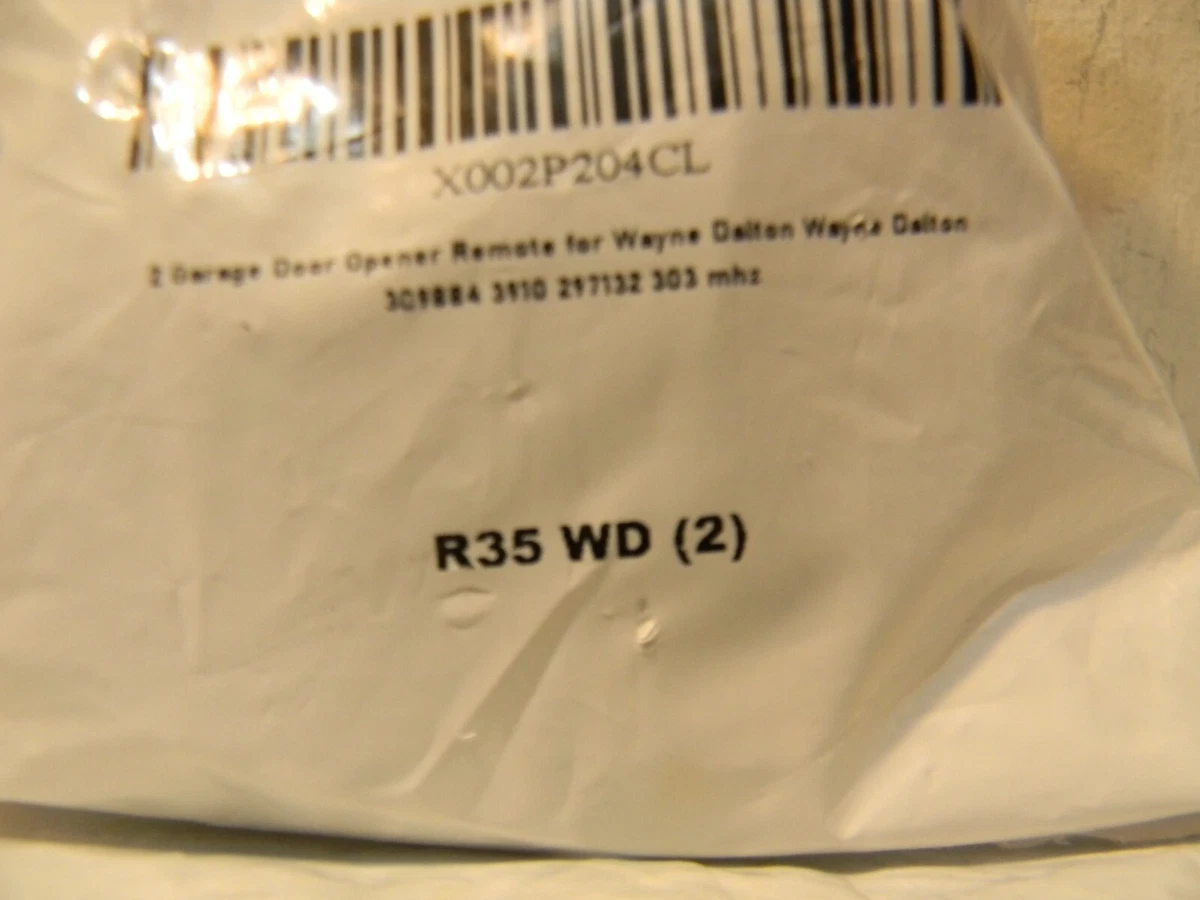 X002P204CL
2 Garage Door Opener Remote for Wayne Dalton Wayne Dalton
309884 3910 297132 303 mhz
R35 WD (2)